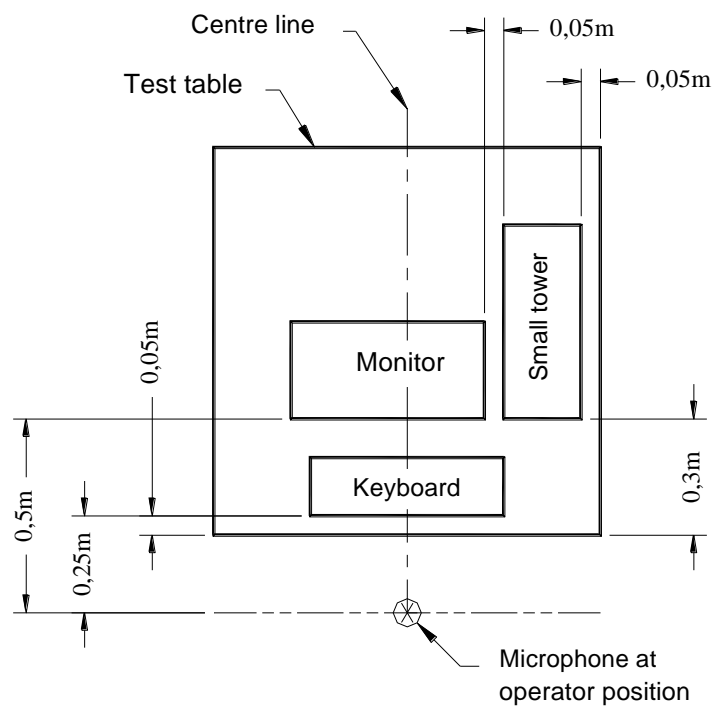 Centre line
0,05m
Test table
0,05m
Small tower
0,05m
Monitor
Keyboard
0,5m
0,25m
0,3m
Microphone at
operator position